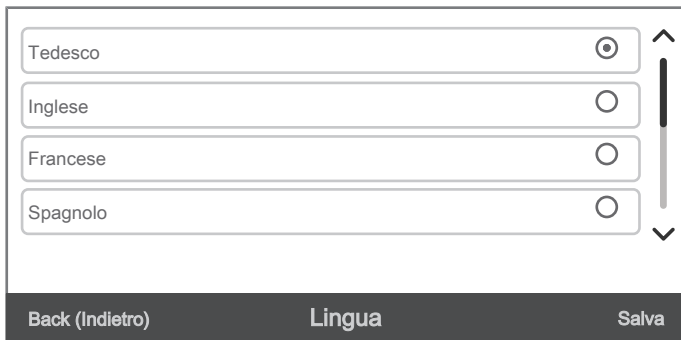 Tedesco
Inglese
Francese
Spagnolo
Back (Indietro) Lingua Salva